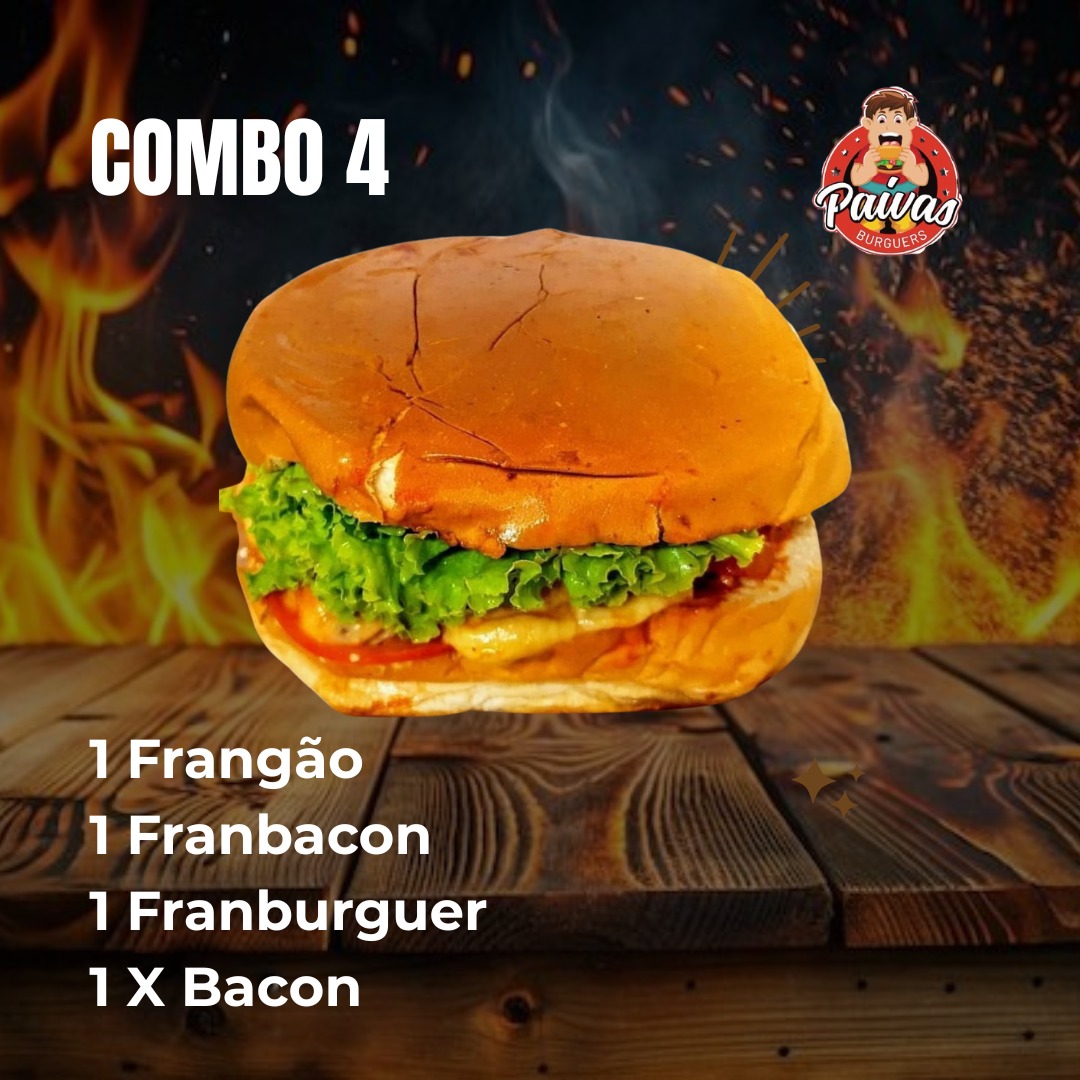 COMBO 4
Paivas
BURGUERS
1 Frangão
1 Franbacon
1 Franburguer
1 X Bacon